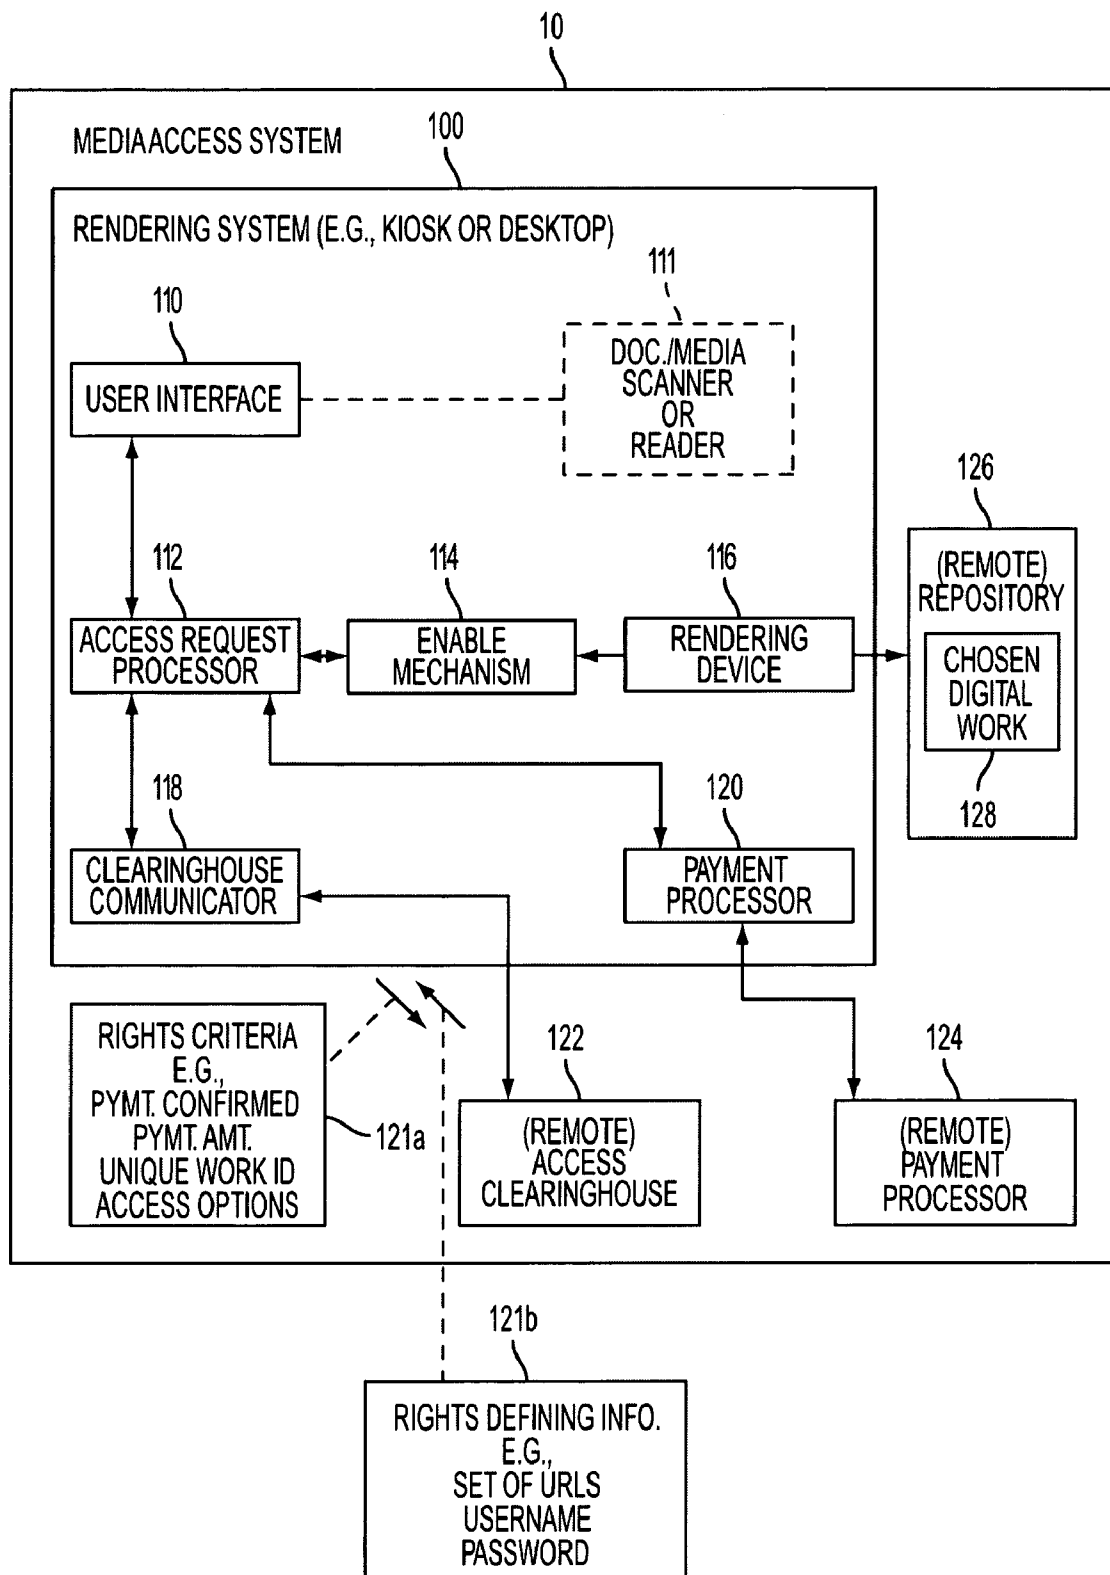 10
MEDIA ACCESS SYSTEM
100
RENDERING SYSTEM (E.G., KIOSK OR DESKTOP)
110
USER INTERFACE
111
DOC./MEDIA
SCANNER
OR
READER
126
(REMOTE)
REPOSITORY
CHOSEN
DIGITAL
WORK
128
112
ACCESS REQUEST
PROCESSOR
114
ENABLE
MECHANISM
116
RENDERING
DEVICE
118
CLEARINGHOUSE
COMMUNICATOR
120
PAYMENT
PROCESSOR
RIGHTS CRITERIA
E.G.,
PYMT. CONFIRMED
PYMT. AMT.
UNIQUE WORK ID
ACCESS OPTIONS
121a
122
(REMOTE)
ACCESS
CLEARINGHOUSE
124
(REMOTE)
PAYMENT
PROCESSOR
121b
RIGHTS DEFINING INFO.
E.G.,
SET OF URLS
USERNAME
PASSWORD